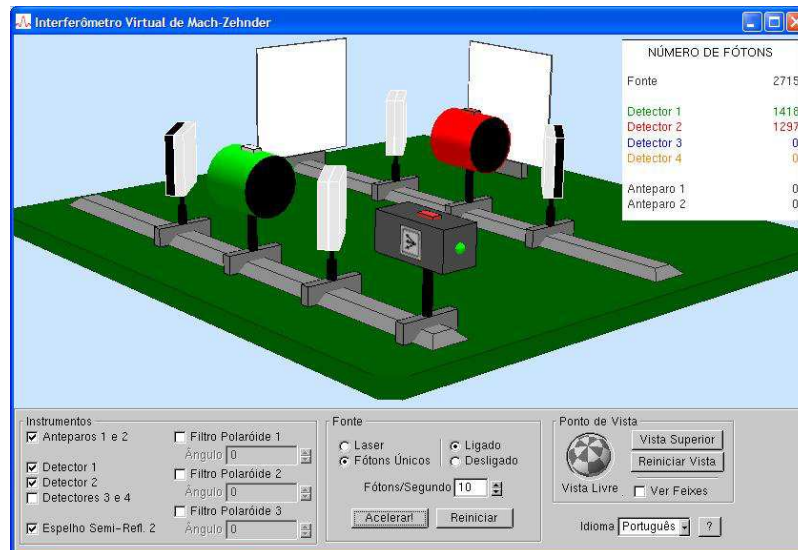 Interferômetro Virtual de Mach-Zehnder
NÚMERO DE FÓTONS
Fonte 2715
Detector 1 1418
Detector 2 1297
Detector 3 0
Detector 4 0
Anteparo 1 0
Anteparo 2 0
Instrumentos
Anteparos 1 e 2
Detector 1
Detector 2
Detectores 3 e 4
Espelho Semi-Refl. 2
Filtro Polaróide 1
Ângulo 0
Filtro Polaróide 2
Ângulo 0
Filtro Polaróide 3
Ângulo 0
Fonte
Laser
Fótons Únicos
Ligado
Desligado
Fótons/Segundo 10
Acelerar!
Reiniciar
Ponto de Vista
Vista Livre
Vista Superior
Reiniciar Vista
Ver Feixes
Idioma Português ?